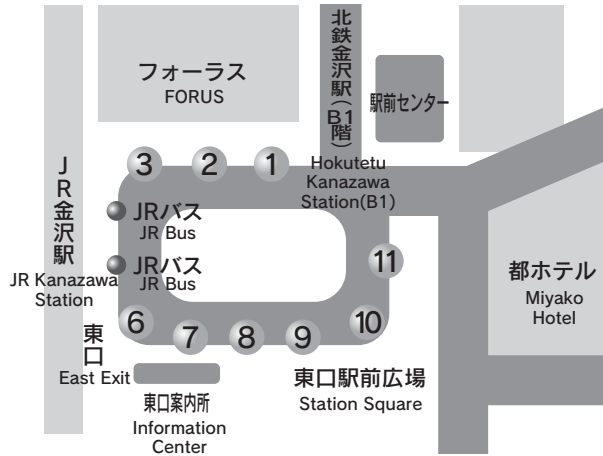 北鉄金沢駅（B1階）
フォーラス
FORUS
駅前センター
3
2
1
Hokutetu
Kanazawa
Station(B1)
JR金沢駅
JR Kanazawa
Station
JRバス
JR Bus
JRバス
JR Bus
11
都ホテル
Miyako
Hotel
6
7
8
9
10
東口
East Exit
東口駅前広場
Station Square
東口案内所
Information
Center